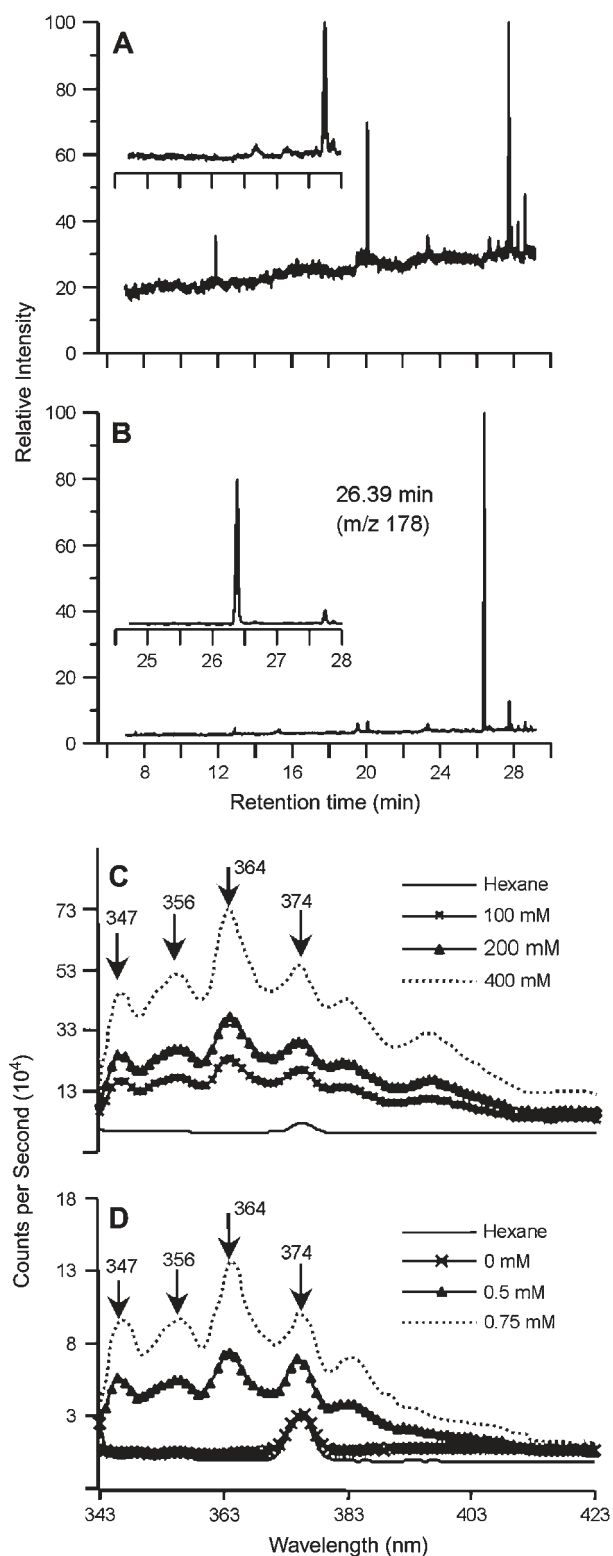 A
100
80
60
40
20
0
Relative Intensity
B
100
80
60
40
20
0
26.39 min
(m/z 178)
25 26 27 28
8 12 16 20 24 28
Retention time (min)
C
73
53
33
13
347
356
364
374
Hexane
100 mM
200 mM
400 mM
Counts per Second (10⁴)
D
18
13
8
3
347
356
364
374
Hexane
0 mM
0.5 mM
0.75 mM
343 363 383 403 423
Wavelength (nm)